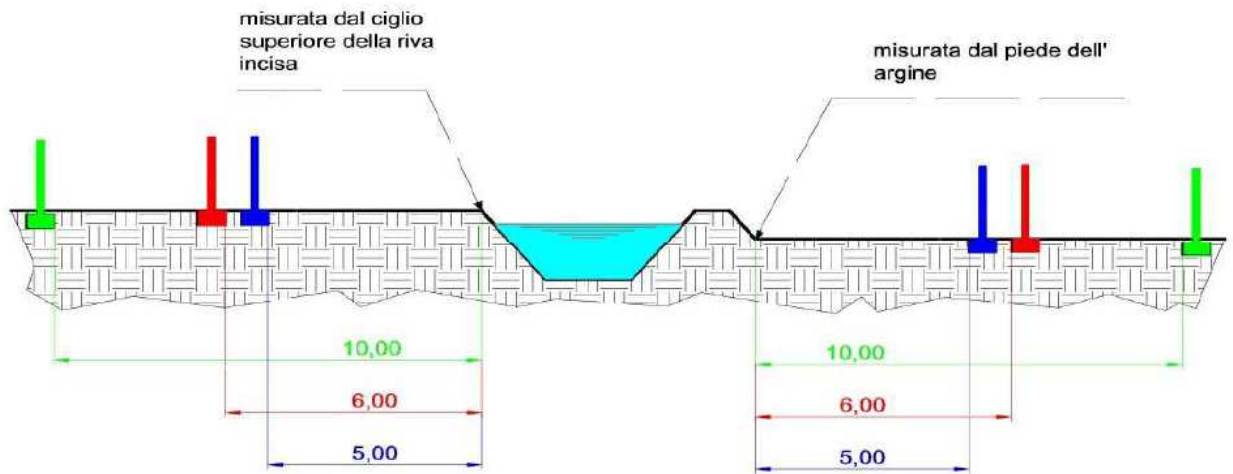 misurata dal ciglio
superiore della riva
incisa
misurata dal piede dell'
argine
10,00
10,00
6,00
6,00
5,00
5,00